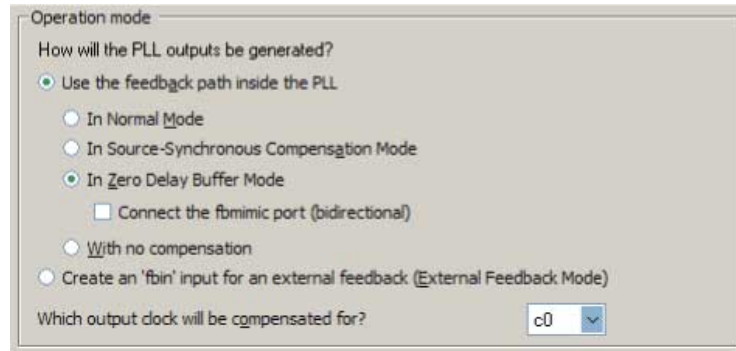 Operation mode
How will the PLL outputs be generated?
Use the feedback path inside the PLL
In Normal Mode
In Source-Synchronous Compensation Mode
In Zero Delay Buffer Mode
Connect the fbmimic port (bidirectional)
With no compensation
Create an 'fbin' input for an external feedback (External Feedback Mode)
Which output clock will be compensated for? c0